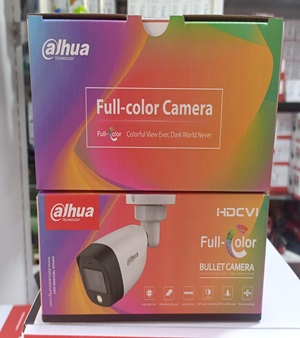 alhua
TECHNOLOGY
Full-color Camera
Full-Color Colorful View Ever, Dark World Never
alhua
TECHNOLOGY
HDCVI
Full-Color
BULLET CAMERA
alhua